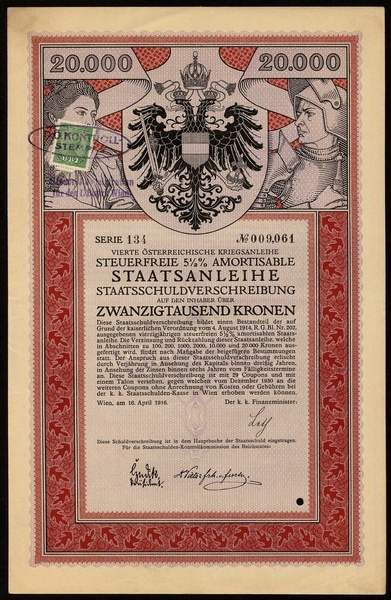 20.000 20.000
KONTROLL
STEMPEL
1919
SERIE 134 № 009,061
VIERTE ÖSTERREICHISCHE KRIEGSANLEIHE
STEUERFREIE 5½% AMORTISABLE
STAATSANLEIHE
STAATSSCHULDVERSCHREIBUNG
AUF DEN INHABER ÜBER
ZWANZIGTAUSEND KRONEN
Diese Staatsschuldverschreibung bildet einen Bestandteil der auf
Grund der kaiserlichen Verordnung vom 4. August 1914, R. G. Bl. Nr. 202,
ausgegebenen vierzigjährigen steuerfreien 5½% amortisablen Staats-
anleihe. Die Verzinsung und Rückzahlung dieser Staatsanleihe, welche
in Abschnitten zu 100, 200, 1000, 2000, 10.000 und 20.000 Kronen aus-
gefertigt wird, findet nach Maßgabe der beigefügten Bestimmungen
statt. Der Anspruch aus dieser Staatsschuldverschreibung erlischt
durch Verjährung in Ansehung des Kapitals binnen dreißig Jahren,
in Ansehung der Zinsen binnen sechs Jahren vom Fälligkeitstermine
an. Diese Staatsschuldverschreibung ist mit 29 Coupons und mit
einem Talon versehen, gegen welchen vom Dezember 1930 an die
weiteren Coupons ohne Anrechnung von Kosten oder Gebühren bei
der k. k. Staatsschulden-Kasse in Wien erhoben werden können.
Wien, am 16. April 1916. Der k. k. Finanzminister:
Diese Schuldverschreibung ist in dem Hauptbuche der Staatsschuld eingetragen.
Für die Staatsschulden-Kontrollkommission des Reichsrates: